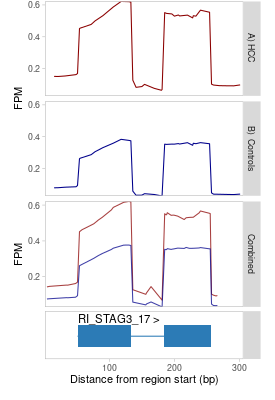 0.6
0.4
0.2
A) HCC
FPM
0.6
0.4
0.2
B) Controls
0.6
0.4
0.2
FPM
Combined
RI_STAG3_17 >
100 200 300
Distance from region start (bp)